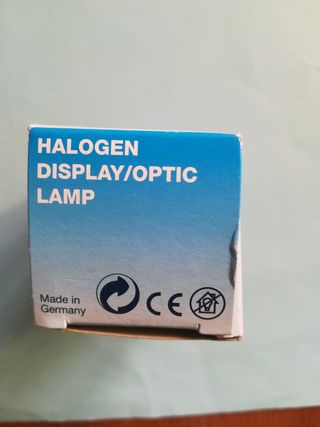 HALOGEN
DISPLAY/OPTIC
LAMP
Made in
Germany
CE